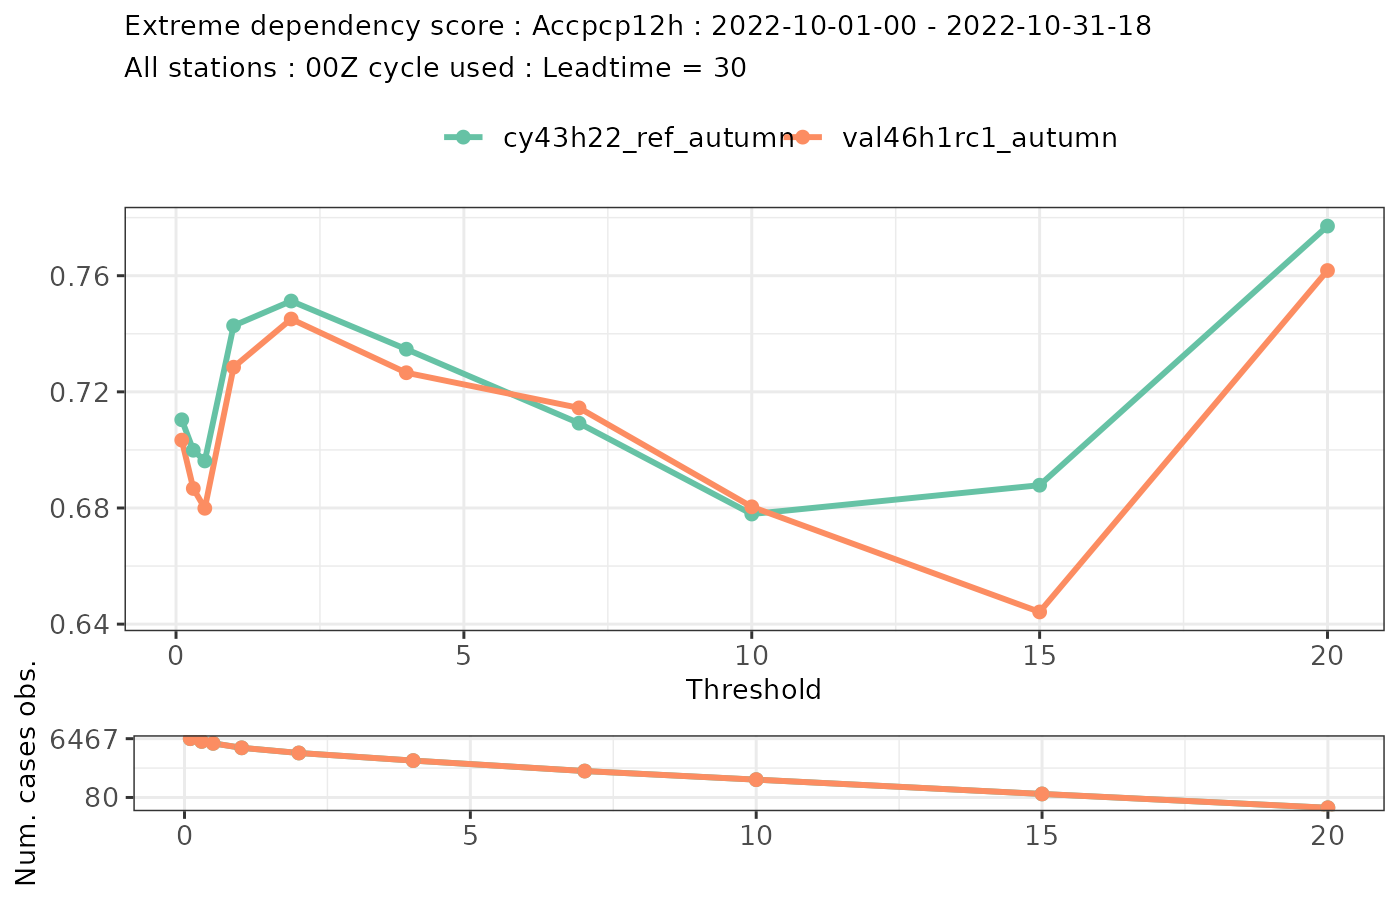 Extreme dependency score : Accpcp12h : 2022-10-01-00 - 2022-10-31-18
All stations : 00Z cycle used : Leadtime = 30
cy43h22_ref_autumn val46h1rc1_autumn
0.76
0.72
0.68
0.64
0 5 10 15 20
Threshold
Num. cases obs.
6467
80
0 5 10 15 20